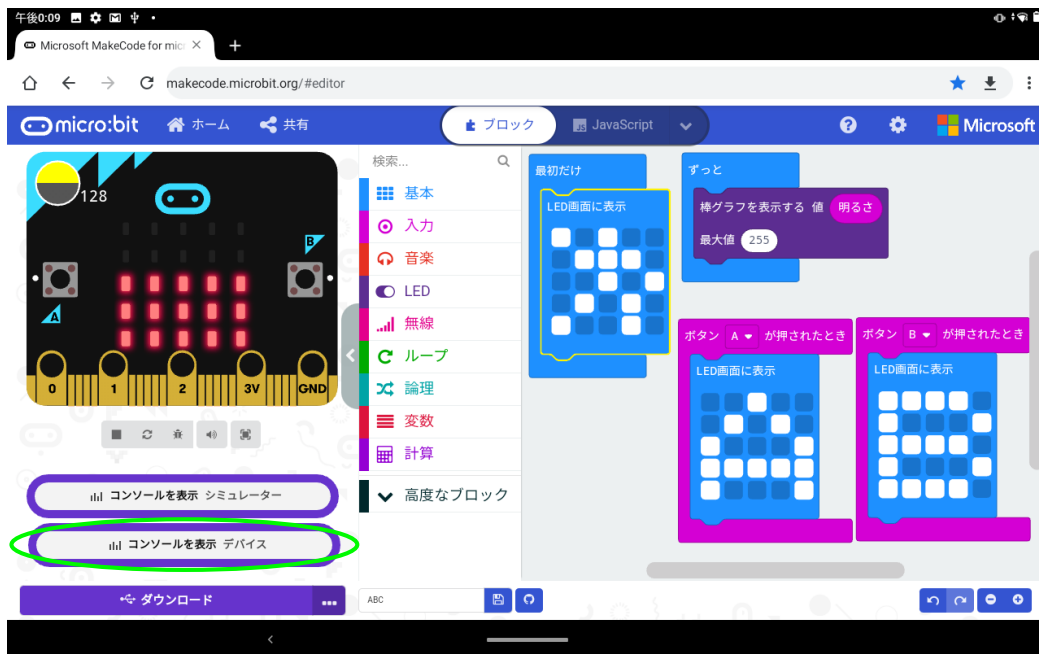 午後0:09
Microsoft MakeCode for mic
makecode.microbit.org/#editor
micro:bit
ホーム
共有
ブロック
JS JavaScript
Microsoft
128
B
A
0 1 2 3V GND
コンソールを表示 シミュレーター
コンソールを表示 デバイス
ダウンロード
検索...
基本
入力
音楽
LED
無線
ループ
論理
変数
計算
高度なブロック
最初だけ
LED画面に表示
ずっと
棒グラフを表示する 値 明るさ
最大値 255
ボタン A が押されたとき
LED画面に表示
ボタン B が押されたとき
LED画面に表示
ABC